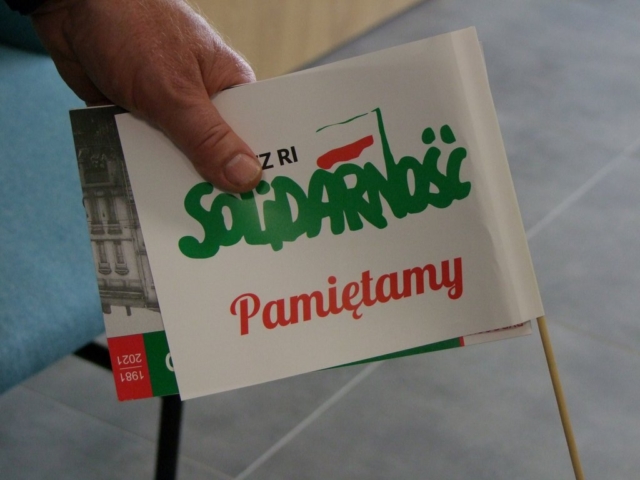 Z RI
SOLIDARNOŚĆ
Pamiętamy
1981
2021